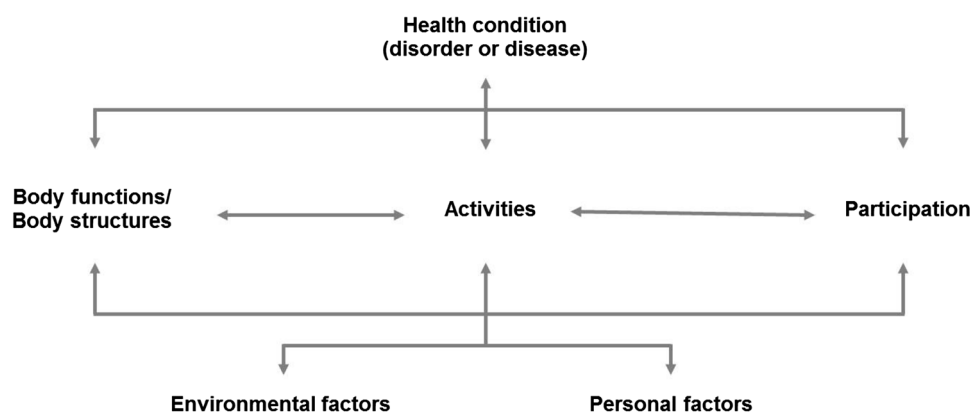 Health condition
(disorder or disease)
Body functions/
Body structures
Activities
Participation
Environmental factors
Personal factors